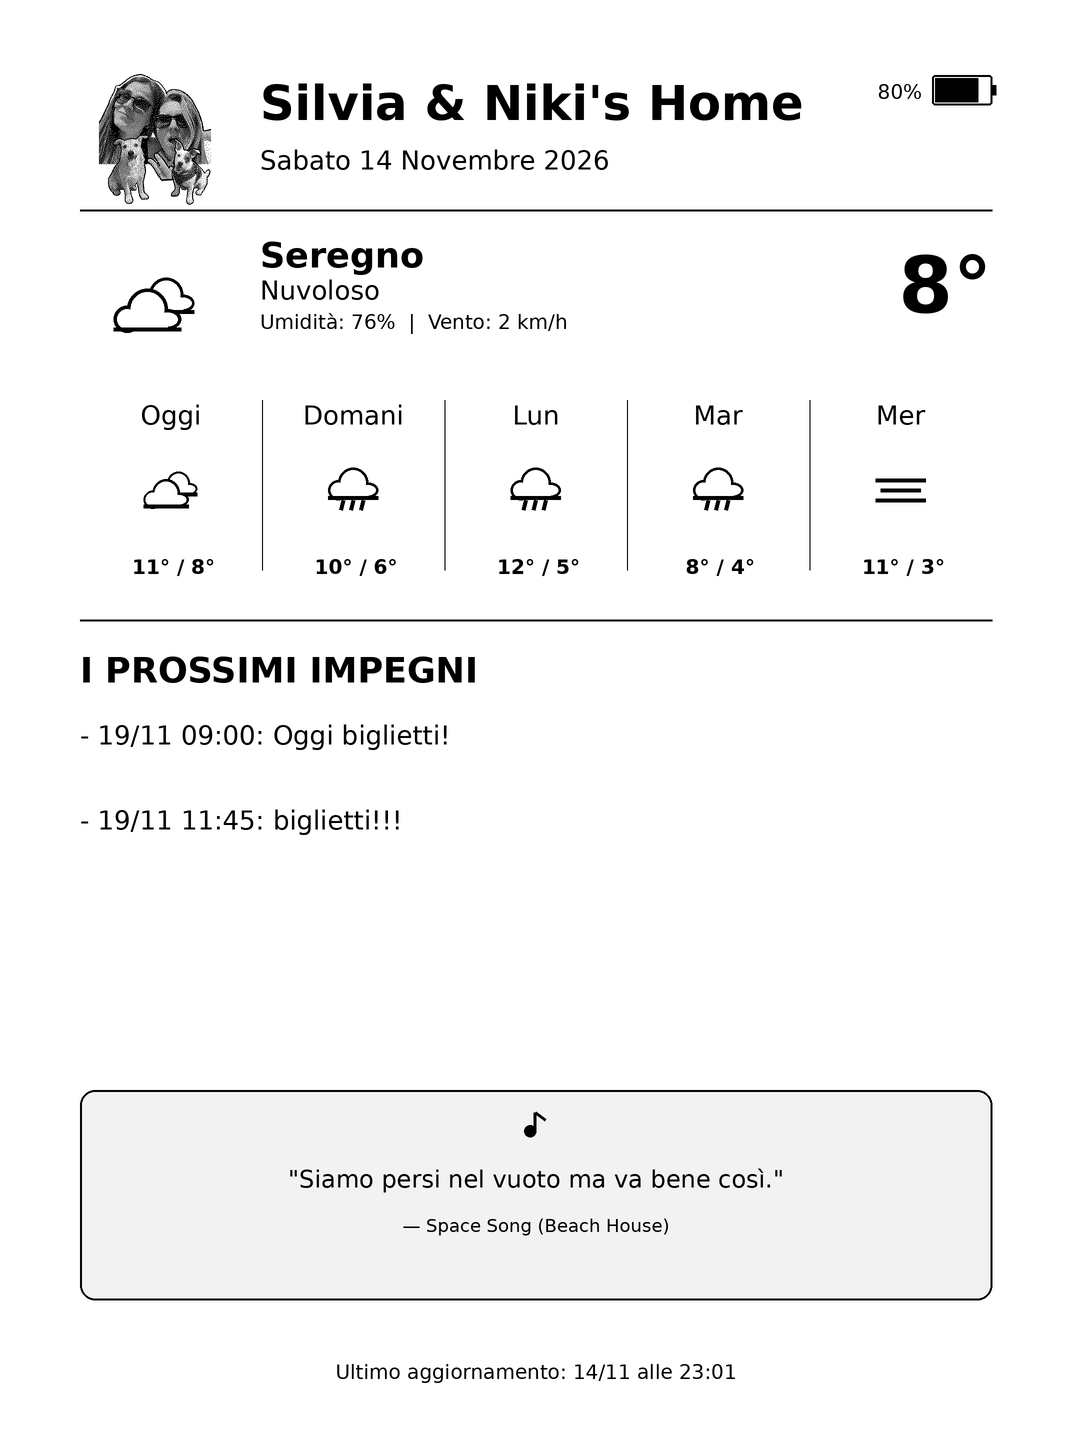 Silvia & Niki's Home
80%
Sabato 14 Novembre 2026
Seregno
Nuvoloso
Umidità: 76% | Vento: 2 km/h
8°
Oggi Domani Lun Mar Mer
11° / 8° 10° / 6° 12° / 5° 8° / 4° 11° / 3°
I PROSSIMI IMPEGNI
- 19/11 09:00: Oggi biglietti!
- 19/11 11:45: biglietti!!!
"Siamo persi nel vuoto ma va bene così."
— Space Song (Beach House)
Ultimo aggiornamento: 14/11 alle 23:01